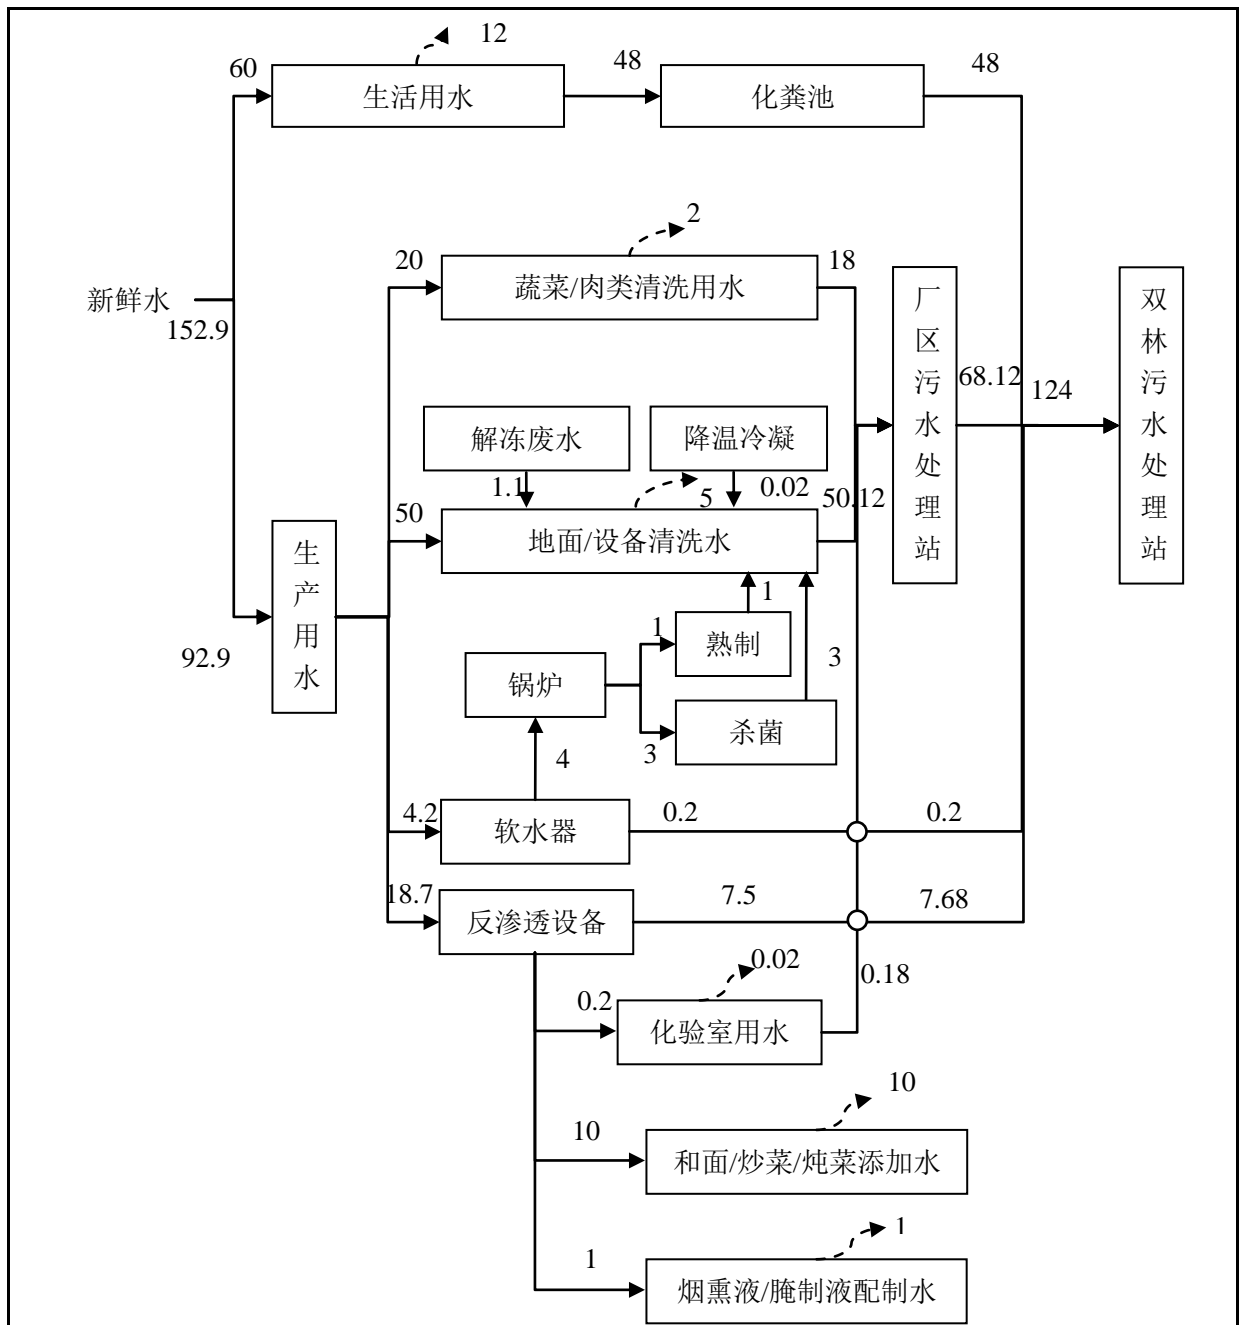 12
60
生活用水
48
化粪池
48
2
20
蔬菜/肉类清洗用水
18
新鲜水
152.9
厂区污水处理站
双林污水处理站
68.12
124
解冻废水
降温冷凝
1.1
5
0.02
50.12
50
地面/设备清洗水
生产用水
92.9
1
熟制
1
3
锅炉
杀菌
3
4
4.2
软水器
0.2
0.2
18.7
反渗透设备
7.5
7.68
0.02
0.18
0.2
化验室用水
10
10
和面/炒菜/炖菜添加水
1
1
烟熏液/腌制液配制水